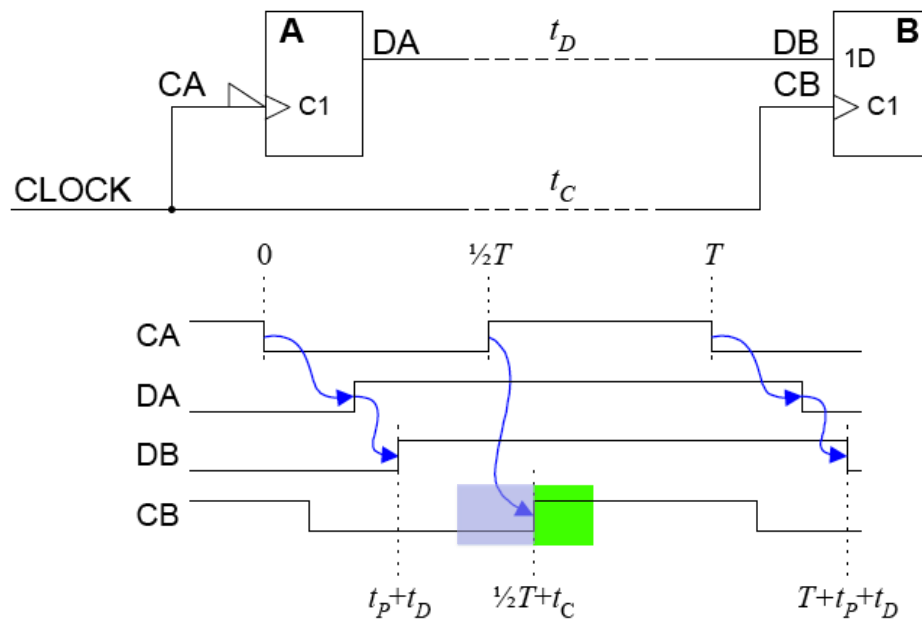 A B
DA t_D DB 1D
CA CB
C1 C1
CLOCK t_C
0 ½T T
CA
DA
DB
CB
t_P+t_D ½T+t_C T+t_P+t_D